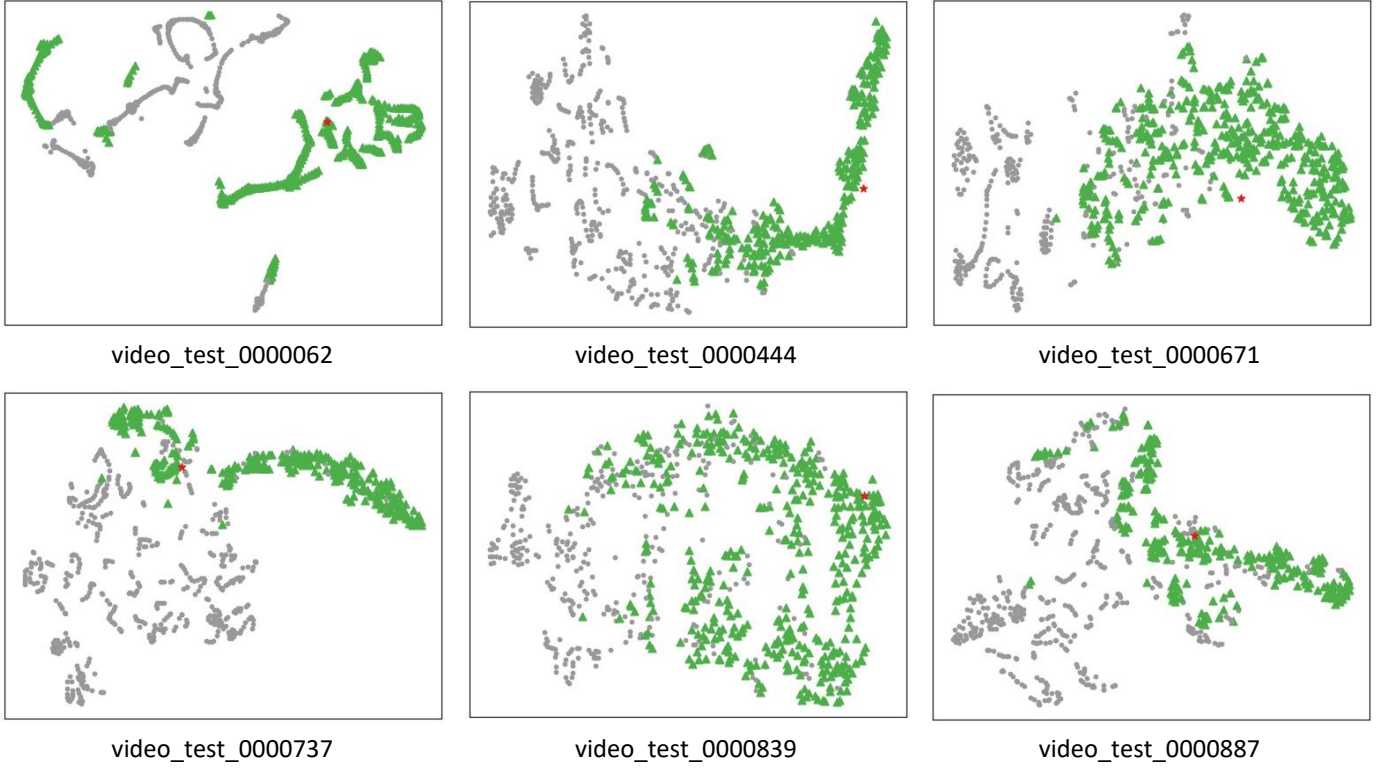 video_test_0000062
video_test_0000444
video_test_0000671
video_test_0000737
video_test_0000839
video_test_0000887